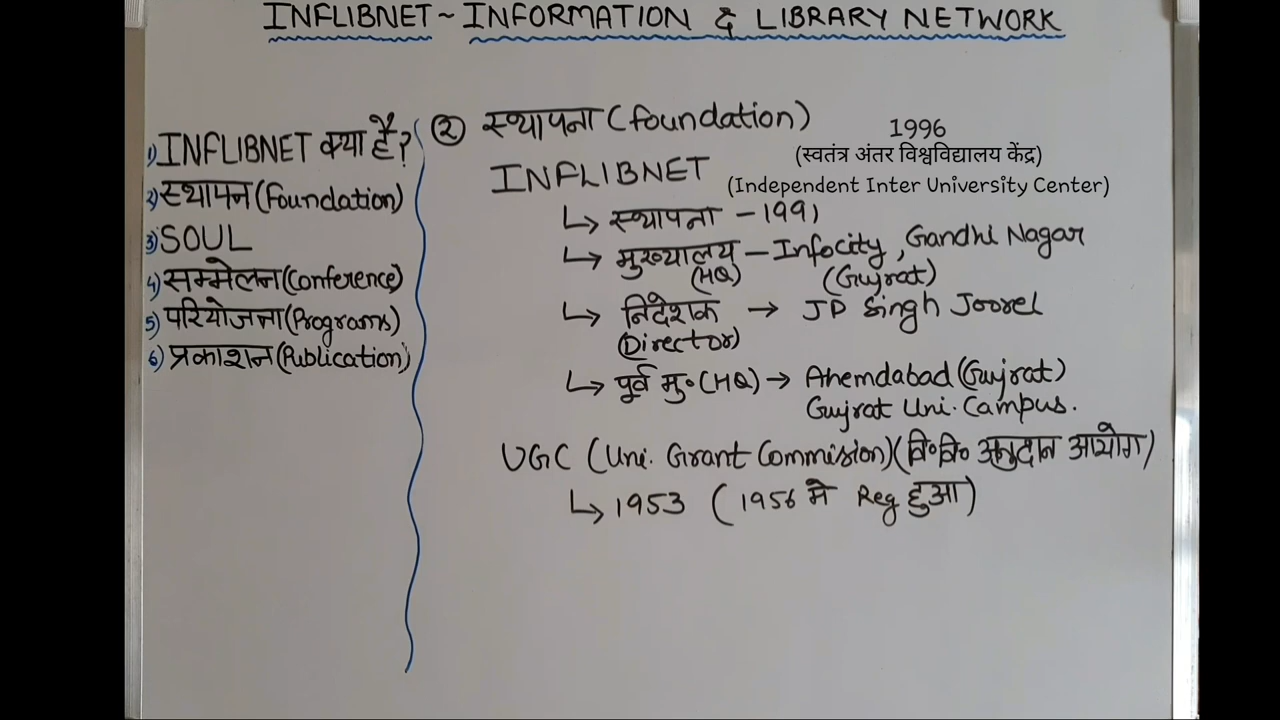 INFLIBNET ~ INFORMATION & LIBRARY NETWORK
1) INFLIBNET क्या है?
2) स्थापन (Foundation)
3) SOUL
4) सम्मेलन (Conference)
5) परियोजना (Programs)
6) प्रकाशन (Publication)
② स्थापना (Foundation)
1996
(स्वतंत्र अंतर विश्वविद्यालय केंद्र)
(Independent Inter University Center)
INFLIBNET
↳ स्थापना - 1991
↳ मुख्यालय - Infocity, Gandhi Nagar
(HQ) (Gujrat)
↳ निदेशक → JP Singh Joorel
(Director)
↳ पूर्व मु॰ (HQ) → Ahemdabad (Gujrat)
Gujrat Uni. Campus.
UGC (Uni. Grant Commission) (वि॰वि॰ अनुदान आयोग)
↳ 1953 (1956 मे Reg हुआ)